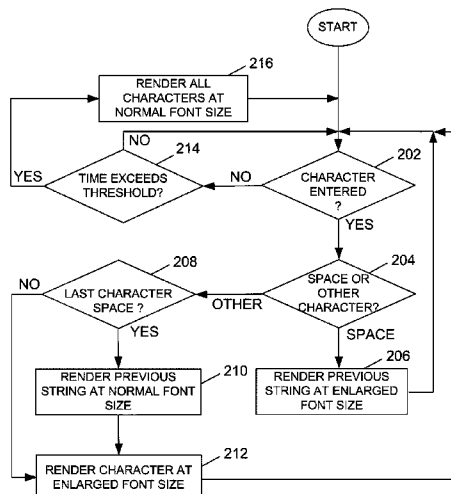 START
216
RENDER ALL
CHARACTERS AT
NORMAL FONT SIZE
NO
214
202
YES
TIME EXCEEDS
THRESHOLD?
NO
CHARACTER
ENTERED
?
YES
208
204
NO
LAST CHARACTER
SPACE ?
OTHER
SPACE OR
OTHER
CHARACTER?
YES
SPACE
210
206
RENDER PREVIOUS
STRING AT NORMAL FONT
SIZE
RENDER PREVIOUS
STRING AT ENLARGED
FONT SIZE
212
RENDER CHARACTER AT
ENLARGED FONT SIZE